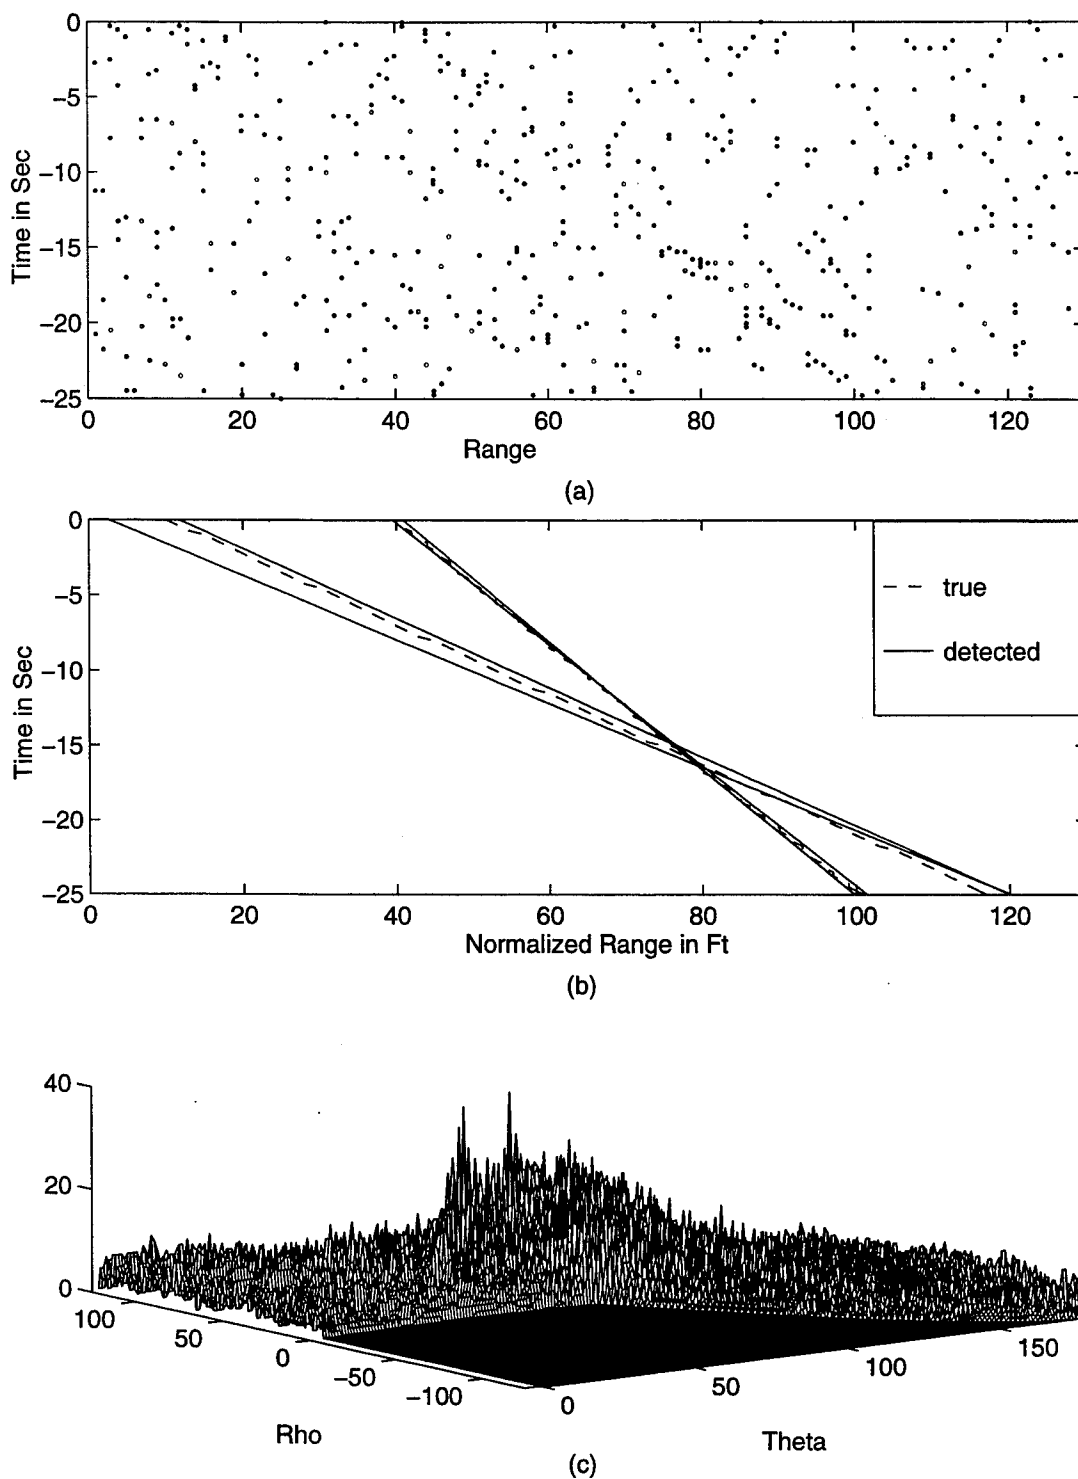 0
−5
−10
−15
−20
−25
Time in Sec
0 20 40 60 80 100 120
Range
(a)
0
−5
−10
−15
−20
−25
Time in Sec
true
detected
0 20 40 60 80 100 120
Normalized Range in Ft
(b)
40
20
0
100 50 0 −50 −100
0 50 100 150
Rho Theta
(c)